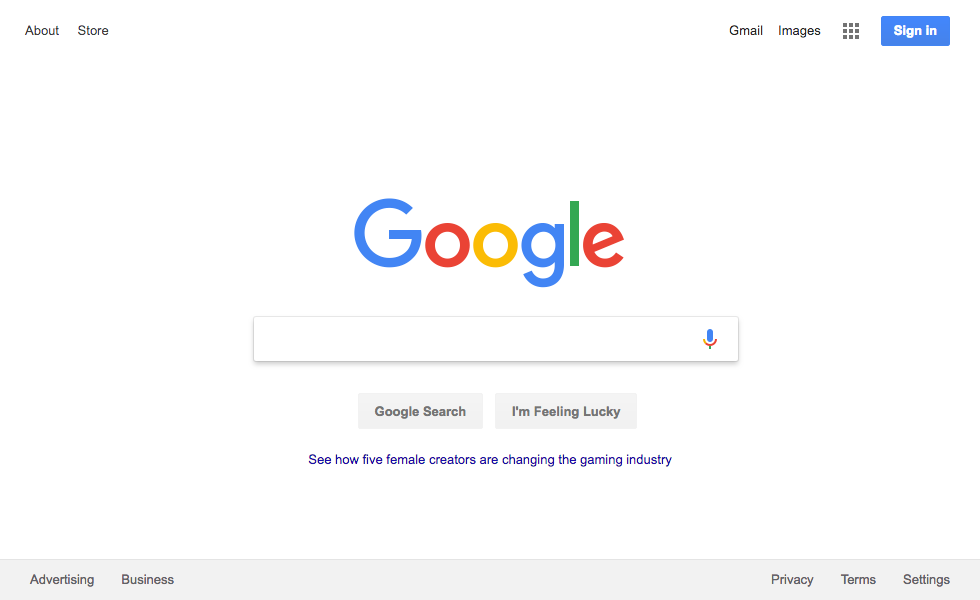 About Store Gmail Images Sign in
Google
Google Search I'm Feeling Lucky
See how five female creators are changing the gaming industry
Advertising Business Privacy Terms Settings